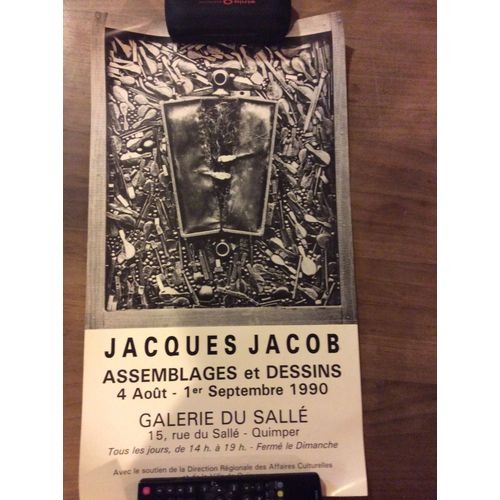 JACQUES JACOB
ASSEMBLAGES et DESSINS
4 Août - 1er Septembre 1990
GALERIE DU SALLÉ
15, rue du Sallé - Quimper
Tous les jours, de 14 h. à 19 h. - Fermé le Dimanche
Avec le soutien de la Direction Régionale des Affaires Culturelles